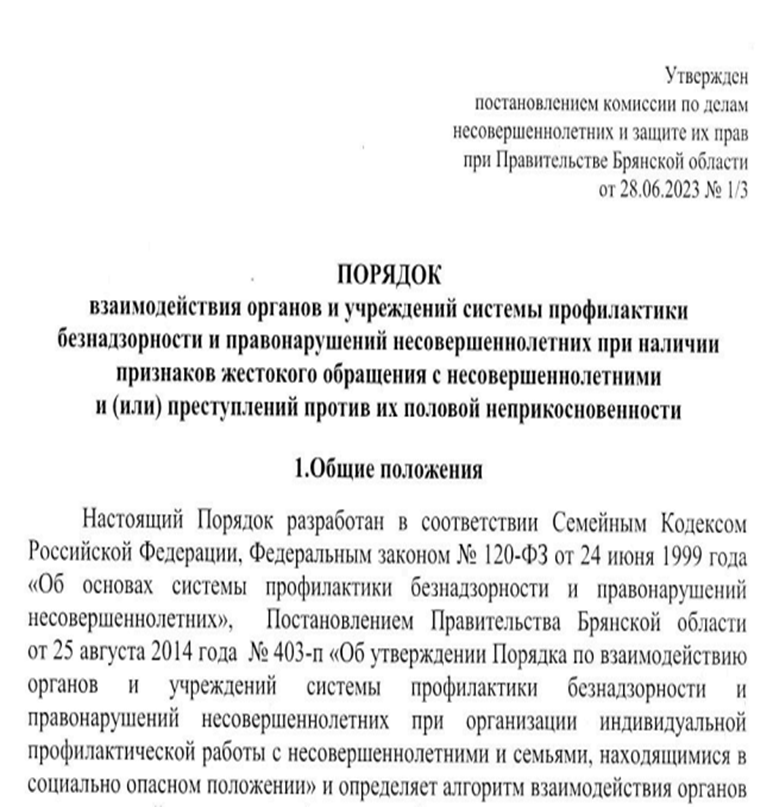 Утвержден
постановлением комиссии по делам
несовершеннолетних и защите их прав
при Правительстве Брянской области
от 28.06.2023 № 1/3
ПОРЯДОК
взаимодействия органов и учреждений системы профилактики
безнадзорности и правонарушений несовершеннолетних при наличии
признаков жестокого обращения с несовершеннолетними
и (или) преступлений против их половой неприкосновенности
1.Общие положения
Настоящий Порядок разработан в соответствии Семейным Кодексом
Российской Федерации, Федеральным законом № 120-ФЗ от 24 июня 1999 года
«Об основах системы профилактики безнадзорности и правонарушений
несовершеннолетних», Постановлением Правительства Брянской области
от 25 августа 2014 года № 403-п «Об утверждении Порядка по взаимодействию
органов и учреждений системы профилактики безнадзорности и
правонарушений несовершеннолетних при организации индивидуальной
профилактической работы с несовершеннолетними и семьями, находящимися в
социально опасном положении» и определяет алгоритм взаимодействия органов